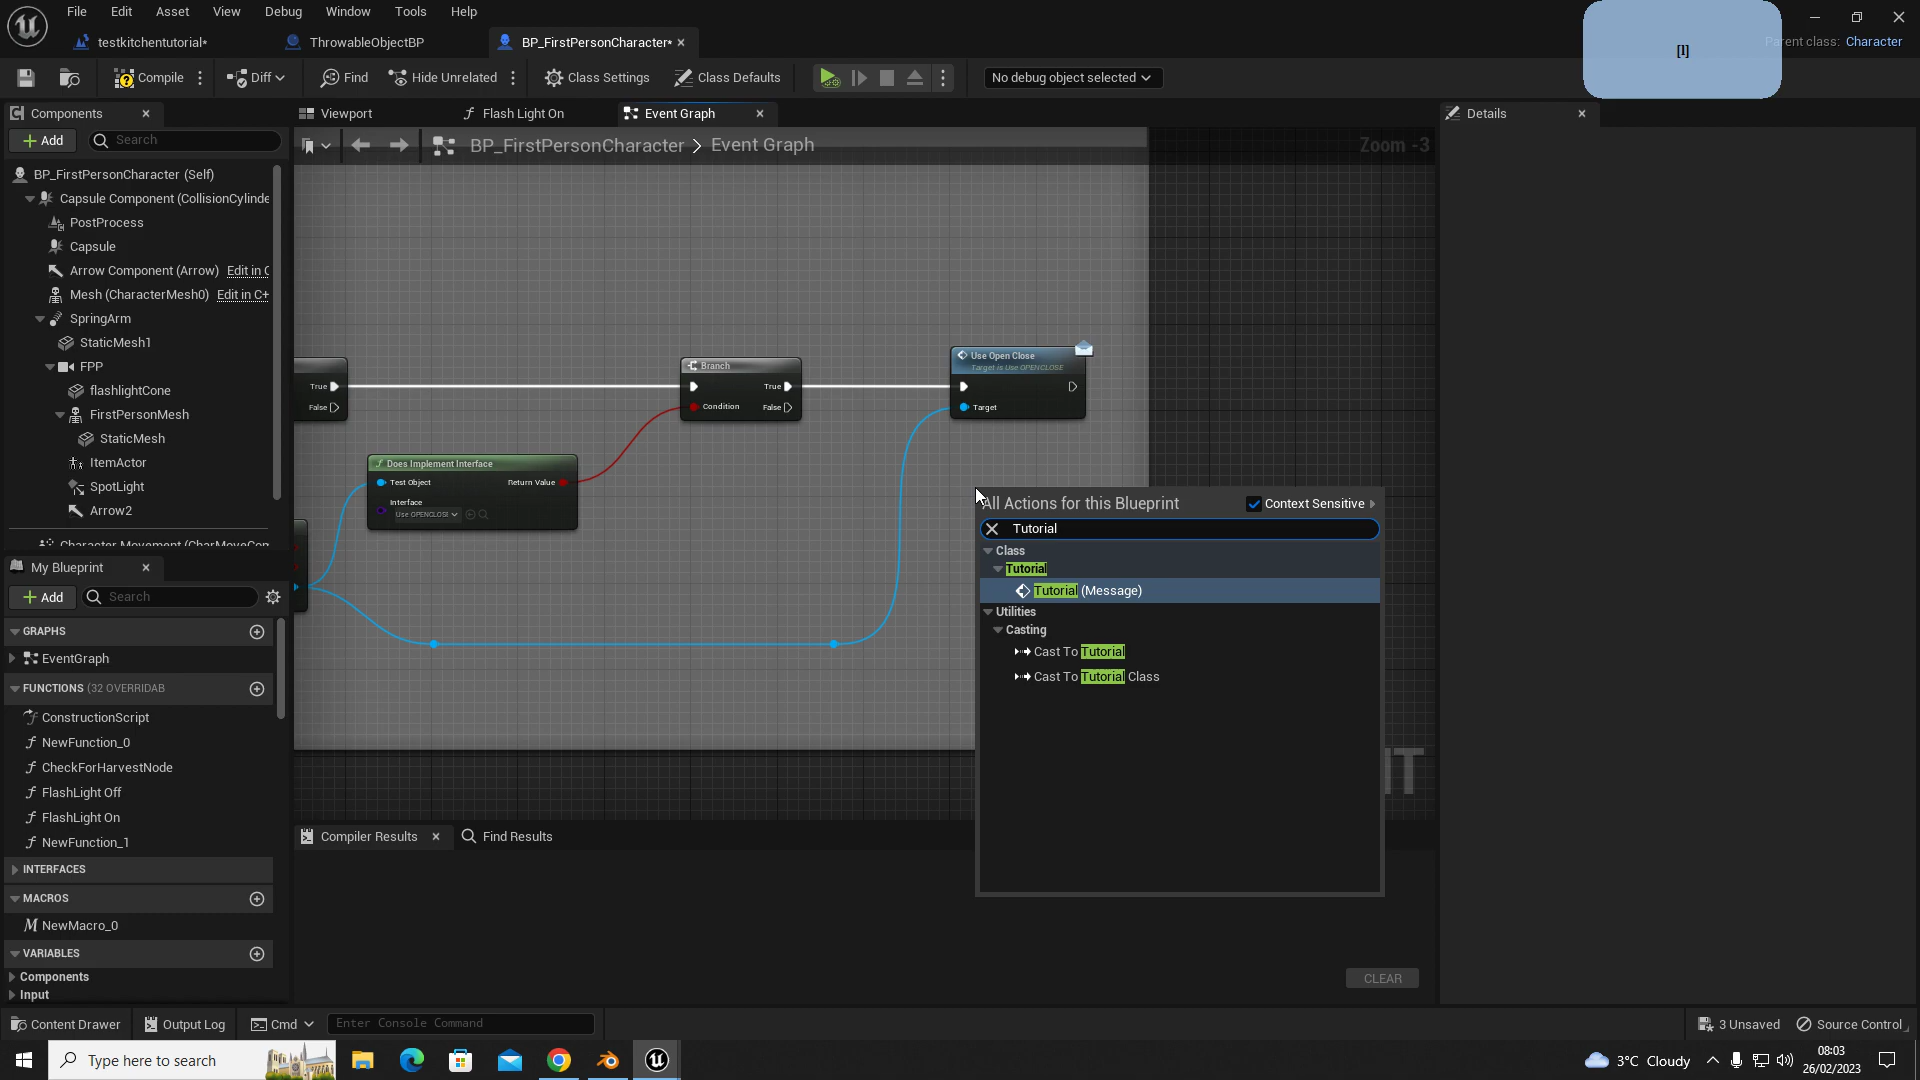 File Edit Asset View Debug Window Tools Help
testkitchentutorial*
ThrowableObjectBP
BP_FirstPersonCharacter*
[l]
Parent class: Character
Compile
Diff
Find
Hide Unrelated
Class Settings
Class Defaults
No debug object selected
Components
Viewport
Flash Light On
Event Graph
Details
Add
Search
BP_FirstPersonCharacter > Event Graph
Zoom -3
BP_FirstPersonCharacter (Self)
Capsule Component (CollisionCylinde
PostProcess
Capsule
Arrow Component (Arrow) Edit in C
Mesh (CharacterMesh0) Edit in C+
SpringArm
StaticMesh1
FPP
flashlightCone
FirstPersonMesh
StaticMesh
ItemActor
SpotLight
Arrow2
Character Movement (CharMoveCom
True
False
Branch
True
Condition
False
Use Open Close
Target is Use OPENCLOSE
Target
Does Implement Interface
Test Object
Return Value
Interface
Use OPENCLOSE
All Actions for this Blueprint
Context Sensitive
Tutorial
Class
Tutorial
Tutorial (Message)
Utilities
Casting
Cast To Tutorial
Cast To Tutorial Class
My Blueprint
Add
Search
GRAPHS
EventGraph
FUNCTIONS (32 OVERRIDAB
ConstructionScript
NewFunction_0
CheckForHarvestNode
FlashLight Off
FlashLight On
NewFunction_1
INTERFACES
MACROS
NewMacro_0
VARIABLES
Components
Input
Compiler Results
Find Results
CLEAR
Content Drawer
Output Log
Cmd
Enter Console Command
3 Unsaved
Source Control
Type here to search
3°C Cloudy
08:03
26/02/2023